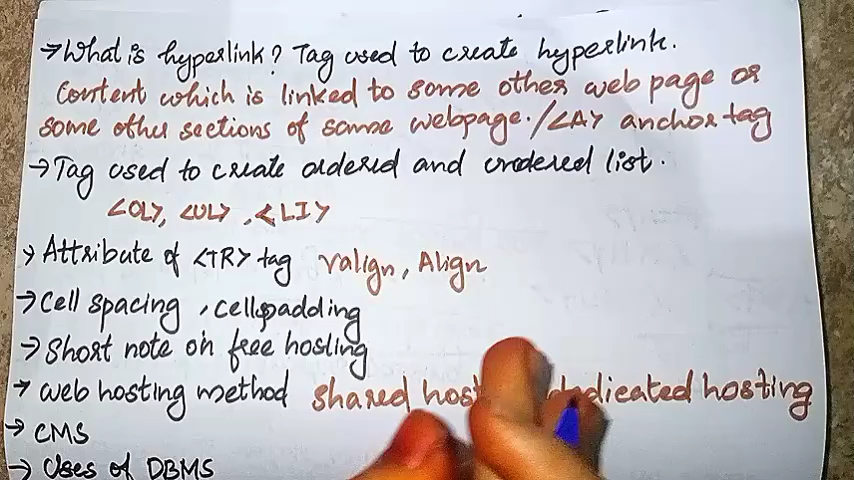 →What is hyperlink? Tag used to create hyperlink.
Content which is linked to some other web page or
some other sections of same webpage./<A> anchor tag
→Tag used to create ordered and unordered list.
<OL>, <UL>, <LI>
→Attribute of <TR> tag valign, Align
→Cell spacing, cellpadding
→Short note on free hosting
→web hosting method shared dedicated hosting
→CMS
→Uses of DBMS